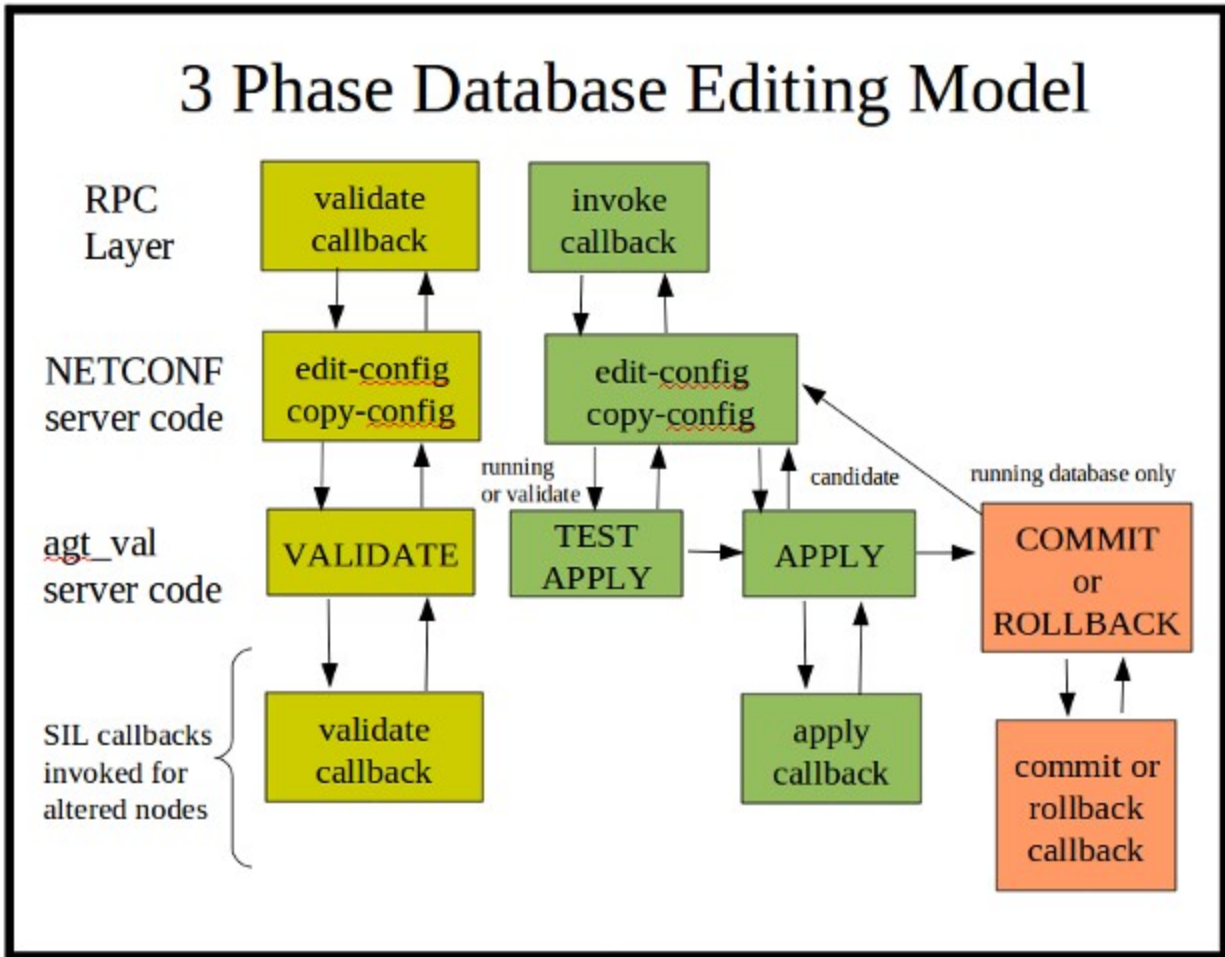 3 Phase Database Editing Model
RPC
Layer
validate
callback
invoke
callback
NETCONF
server code
edit-config
copy-config
edit-config
copy-config
running
or validate
candidate
running database only
agt_val
server code
VALIDATE
TEST
APPLY
APPLY
COMMIT
or
ROLLBACK
SIL callbacks
invoked for
altered nodes
validate
callback
apply
callback
commit or
rollback
callback